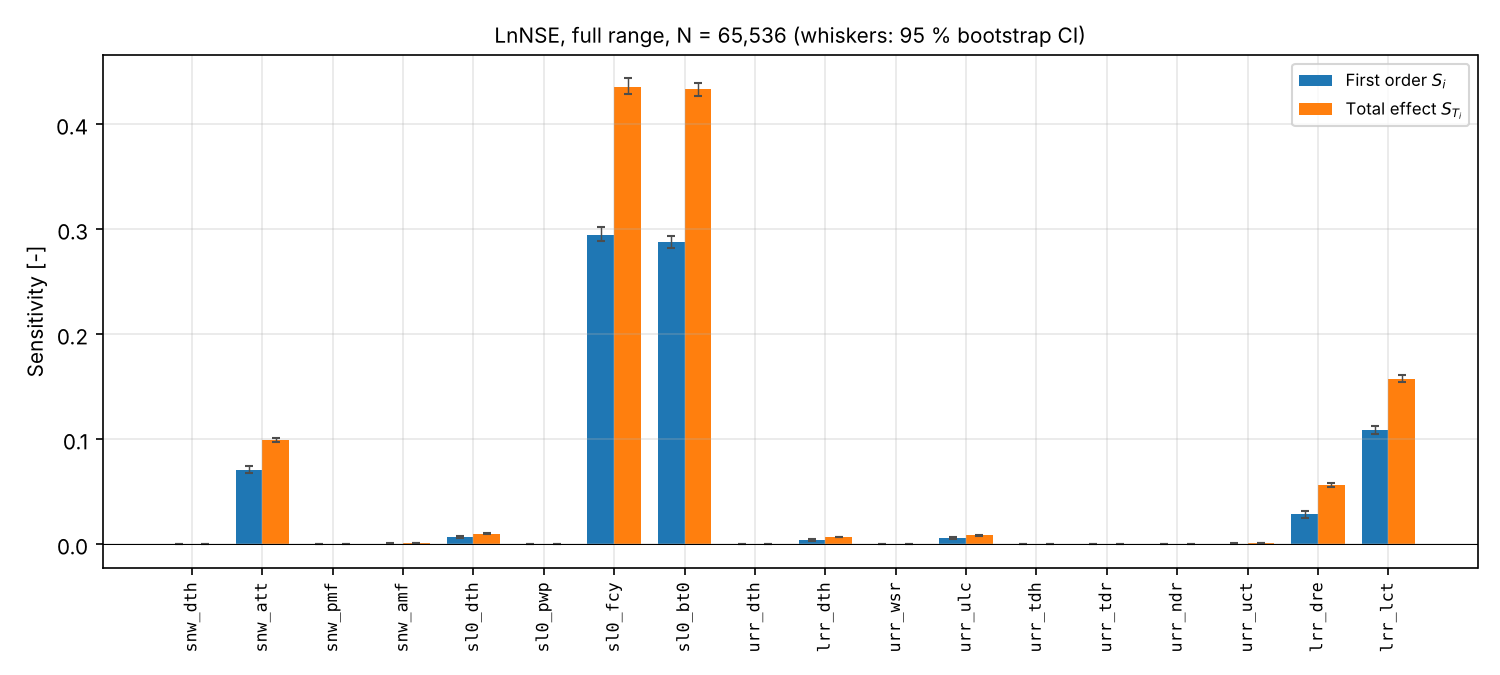 LnNSE, full range, N = 65,536 (whiskers: 95 % bootstrap CI)
First order Sᵢ
Total effect S_Tᵢ
Sensitivity [-]
0.4
0.3
0.2
0.1
0.0
snw_dth
snw_att
snw_pmf
snw_amf
sl0_dth
sl0_pwp
sl0_fcy
sl0_bt0
urr_dth
lrr_dth
urr_wsr
urr_ulc
urr_tdh
urr_tdr
urr_ndr
urr_uct
lrr_dre
lrr_lct